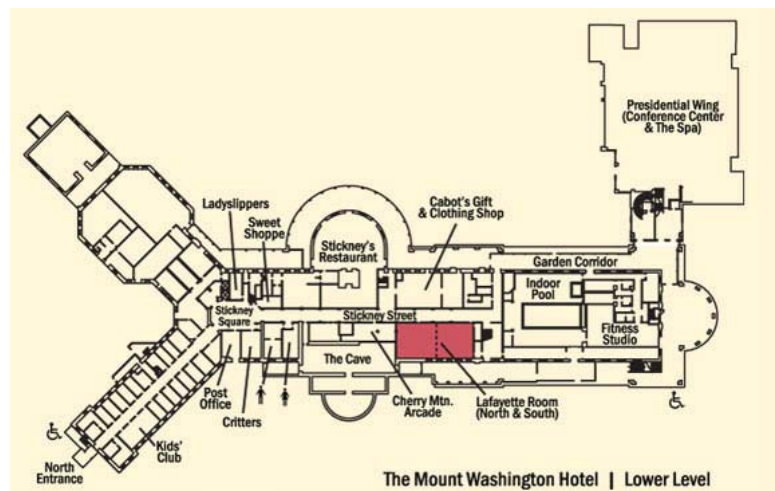 Presidential Wing
(Conference Center
& The Spa)
Ladyslippers
Sweet
Shoppe
Cabot's Gift
& Clothing Shop
Stickney's
Restaurant
Garden Corridor
Indoor
Pool
Stickney
Square
Stickney Street
Fitness
Studio
The Cave
Post
Office
Critters
Cherry Mtn.
Arcade
Lafayette Room
(North & South)
Kids'
Club
North
Entrance
The Mount Washington Hotel | Lower Level